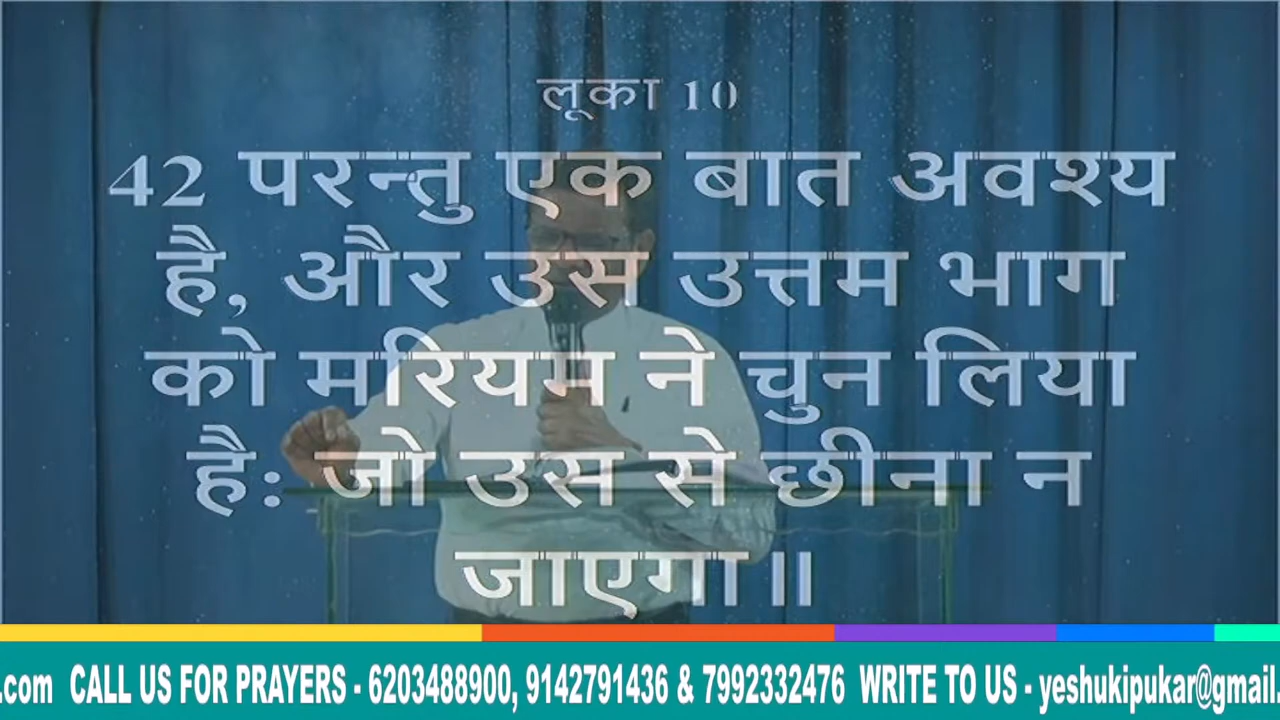 लूका 10
42 परन्तु एक बात अवश्य
है, और उस उत्तम भाग
को मरियम ने चुन लिया
है: जो उस से छीना न
जाएगा॥
.com CALL US FOR PRAYERS - 6203488900, 9142791436 & 7992332476 WRITE TO US - yeshukipukar@gmail.